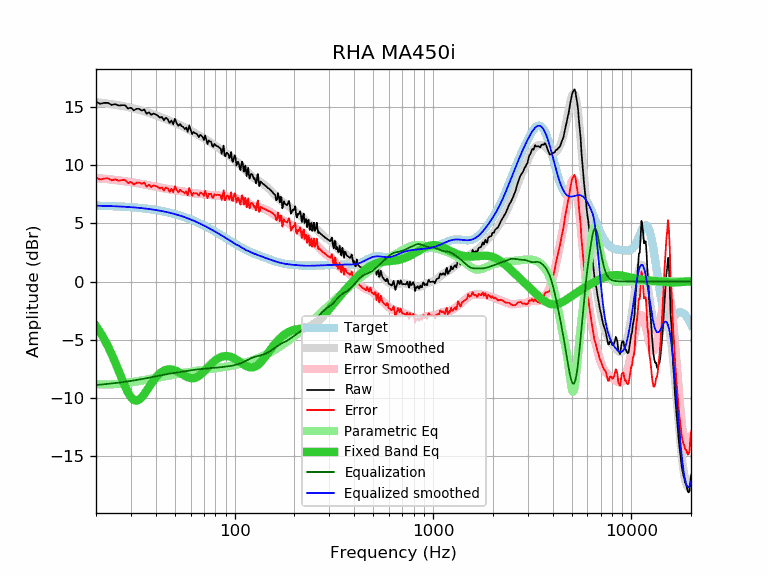 RHA MA450i
Amplitude (dBr)
15
10
5
0
−5
−10
−15
Target
Raw Smoothed
Error Smoothed
Raw
Error
Parametric Eq
Fixed Band Eq
Equalization
Equalized smoothed
100
1000
10000
Frequency (Hz)